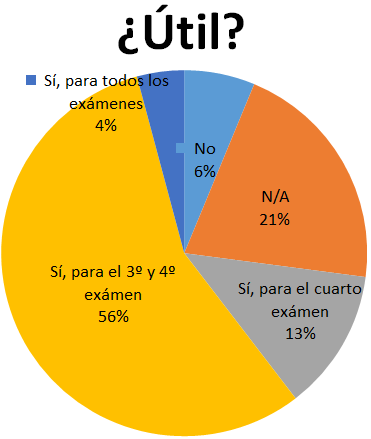 ¿Útil?
Sí, para todos los
exámenes
4%
No
6%
N/A
21%
Sí, para el cuarto
exámen
13%
Sí, para el 3º y 4º
exámen
56%